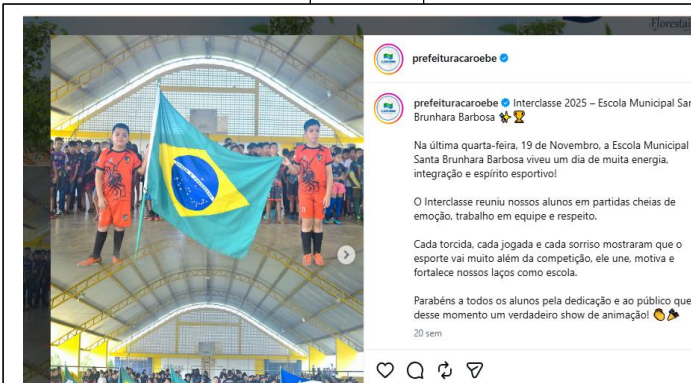 Floresta
prefeituracaroebe
prefeituracaroebe Interclasse 2025 – Escola Municipal San
Brunhara Barbosa ✨🏆
Na última quarta-feira, 19 de Novembro, a Escola Municipal
Santa Brunhara Barbosa viveu um dia de muita energia,
integração e espírito esportivo!
O Interclasse reuniu nossos alunos em partidas cheias de
emoção, trabalho em equipe e respeito.
Cada torcida, cada jogada e cada sorriso mostraram que o
esporte vai muito além da competição, ele une, motiva e
fortalece nossos laços como escola.
Parabéns a todos os alunos pela dedicação e ao público que
desse momento um verdadeiro show de animação! 👏🎉
20 sem